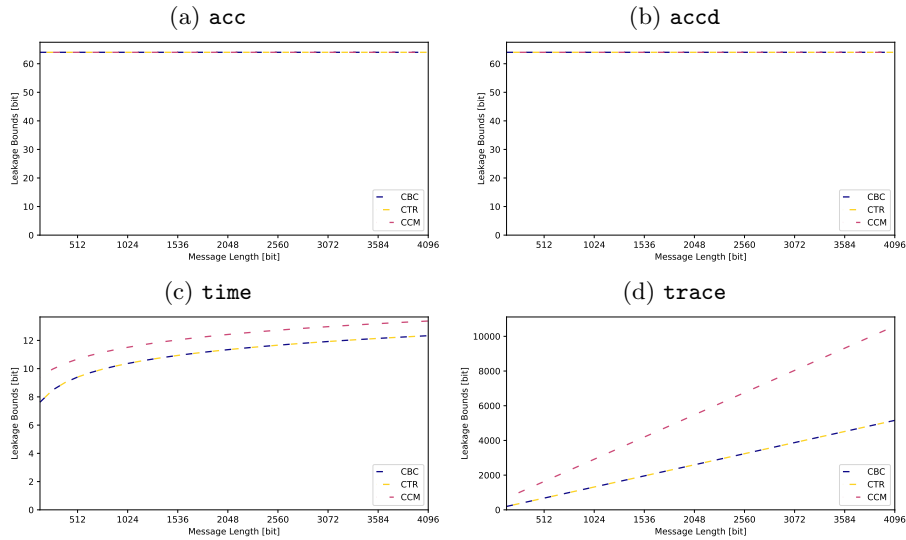 (a) acc
Leakage Bounds [bit]
60
50
40
30
20
10
0
512 1024 1536 2048 2560 3072 3584 4096
Message Length [bit]
CBC
CTR
CCM
(b) accd
Leakage Bounds [bit]
60
50
40
30
20
10
0
512 1024 1536 2048 2560 3072 3584 4096
Message Length [bit]
CBC
CTR
CCM
(c) time
Leakage Bounds [bit]
12
10
8
6
4
2
0
512 1024 1536 2048 2560 3072 3584 4096
Message Length [bit]
CBC
CTR
CCM
(d) trace
Leakage Bounds [bit]
10000
8000
6000
4000
2000
0
512 1024 1536 2048 2560 3072 3584 4096
Message Length [bit]
CBC
CTR
CCM